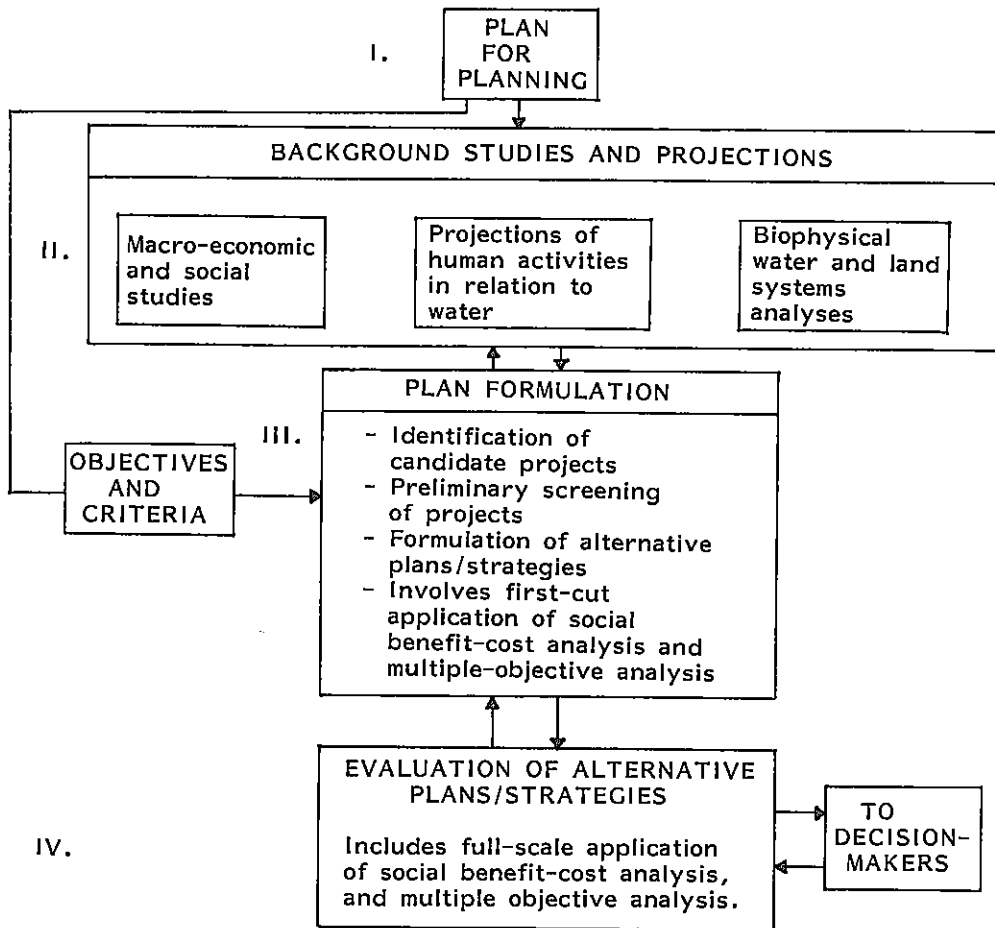 I.
PLAN
FOR
PLANNING
BACKGROUND STUDIES AND PROJECTIONS
II.
Macro-economic
and social
studies
Projections of
human activities
in relation to
water
Biophysical
water and land
systems
analyses
PLAN FORMULATION
III.
OBJECTIVES
AND
CRITERIA
- Identification of
candidate projects
- Preliminary screening
of projects
- Formulation of alternative
plans/strategies
- Involves first-cut
application of social
benefit-cost analysis and
multiple-objective analysis
IV.
EVALUATION OF ALTERNATIVE
PLANS/STRATEGIES
Includes full-scale application
of social benefit-cost analysis,
and multiple objective analysis.
TO
DECISION-
MAKERS